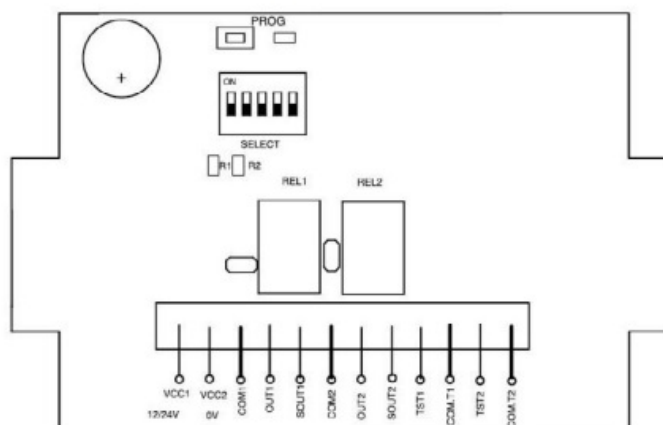 PROG
ON
SELECT
R1 R2
REL1 REL2
VCC1 VCC2 COM1 OUT1 SOUT1 COM2 OUT2 SOUT2 TST1 COM.T1 TST2 COM.T2
12/24V 0V